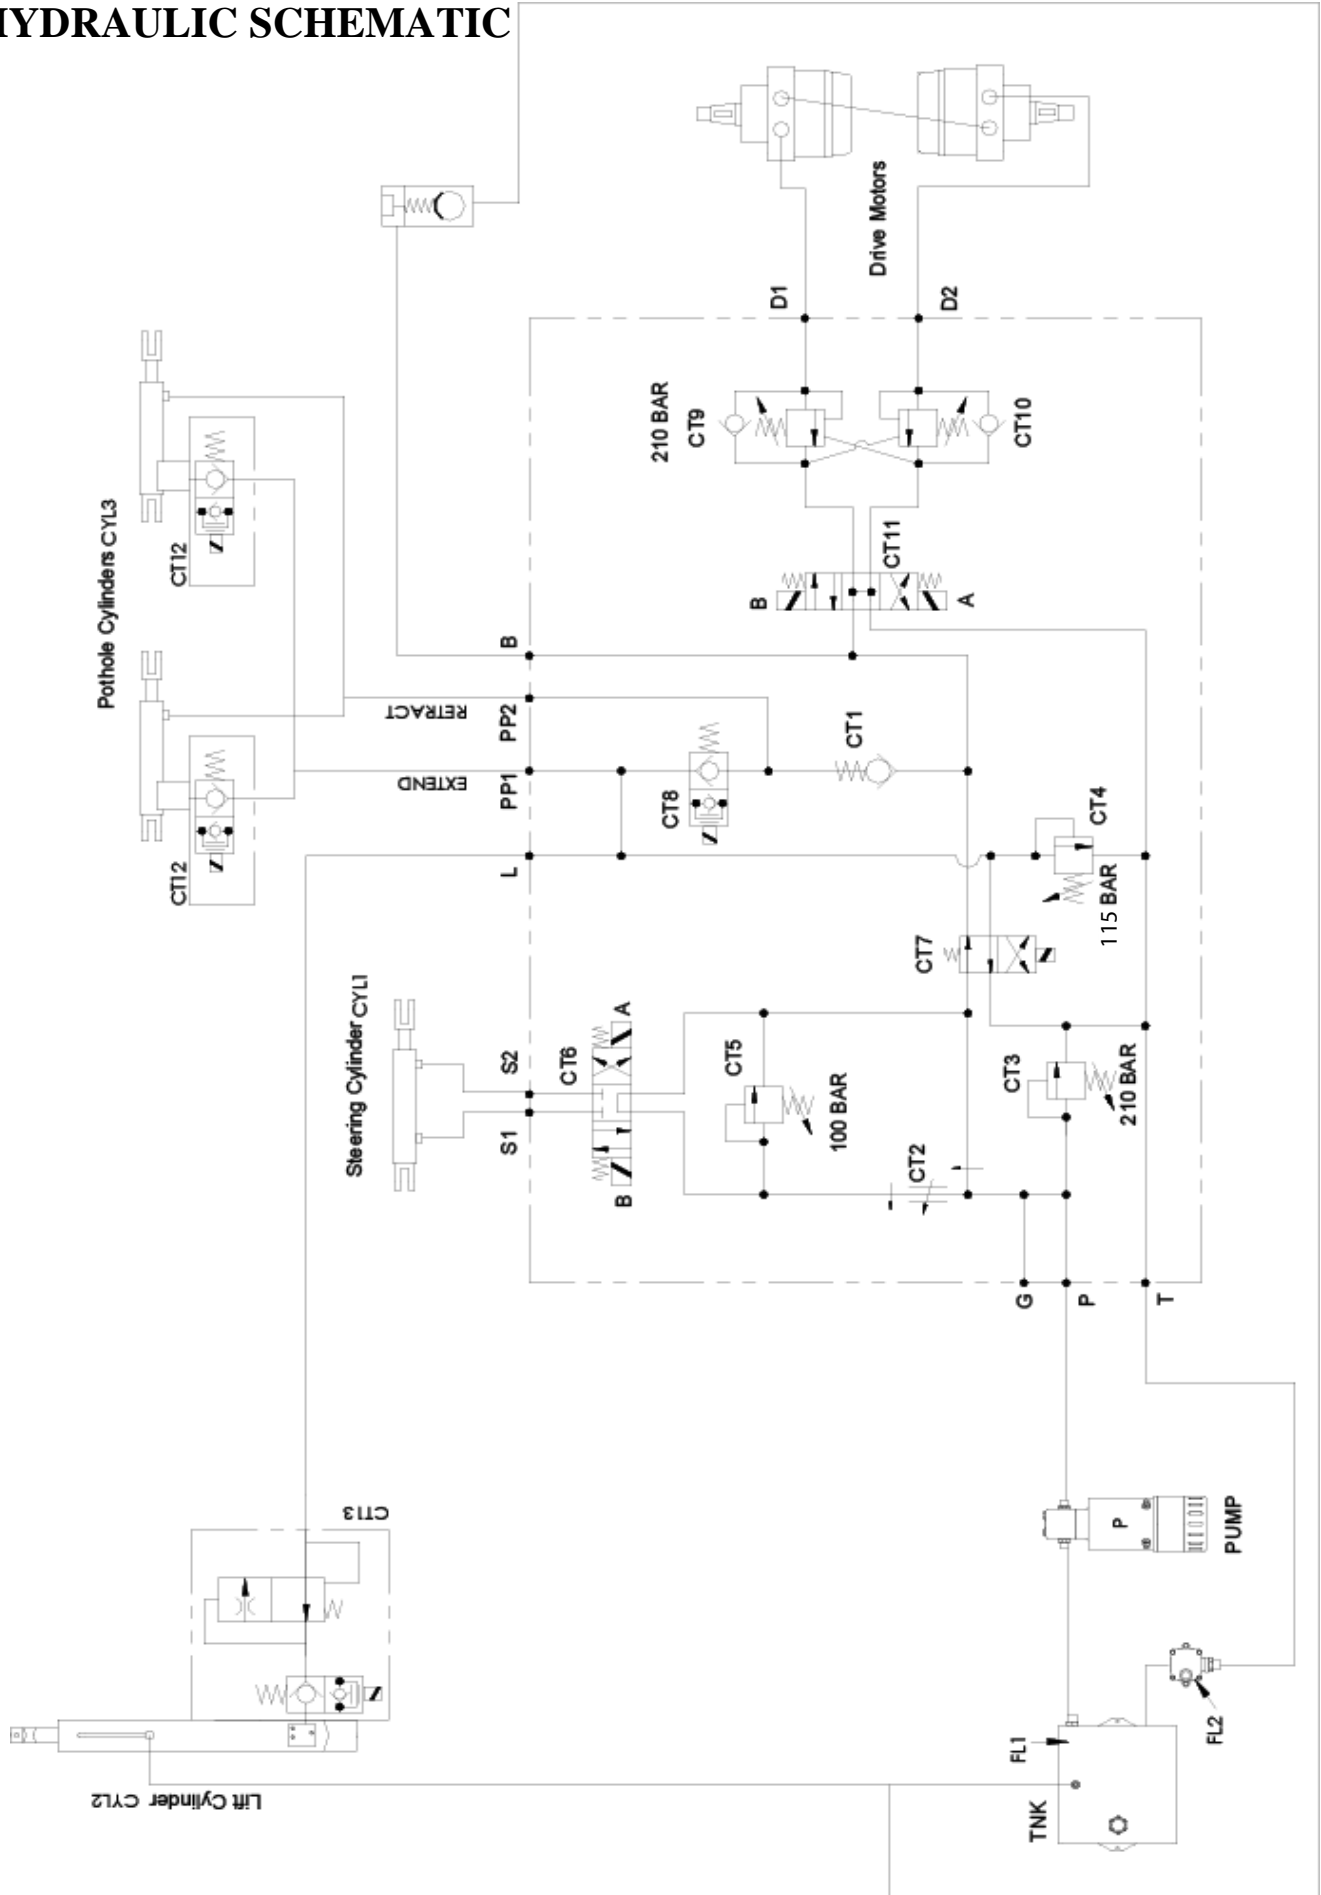 HYDRAULIC SCHEMATIC
Drive Motors
D1
D2
210 BAR
CT9
CT10
Pothole Cylinders CYL3
CT12
CT12
CT11
B
A
B
RETRACT
PP2
EXTEND
PP1
L
CT1
CT8
CT4
115 BAR
CT7
Steering Cylinder CYL1
S2
S1
CT6
A
B
CT5
100 BAR
CT3
210 BAR
CT2
G
P
T
CT13
P
PUMP
Lift Cylinder CYL2
FL1
FL2
TNK